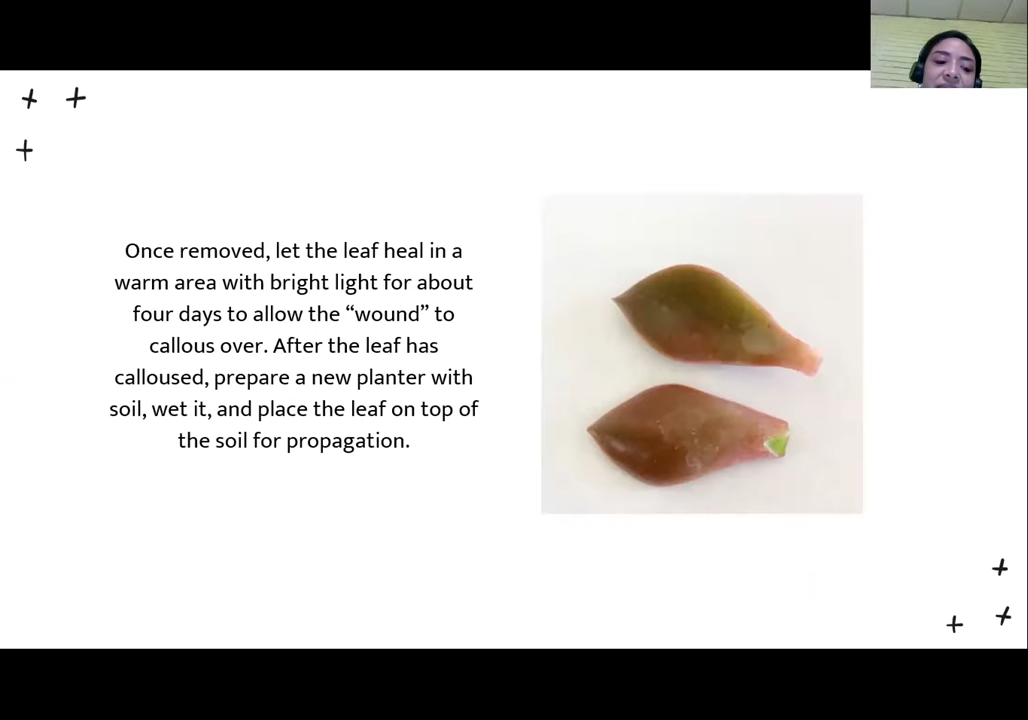 Once removed, let the leaf heal in a
warm area with bright light for about
four days to allow the “wound” to
callous over. After the leaf has
calloused, prepare a new planter with
soil, wet it, and place the leaf on top of
the soil for propagation.